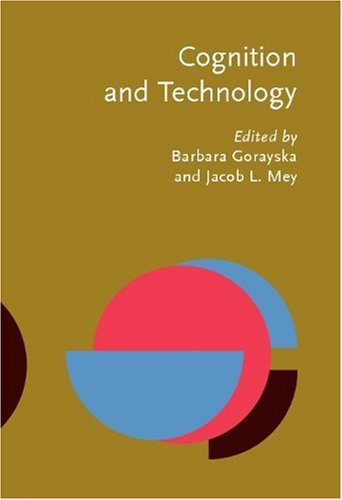 Cognition
and Technology
Edited by
Barbara Gorayska
and Jacob L. Mey